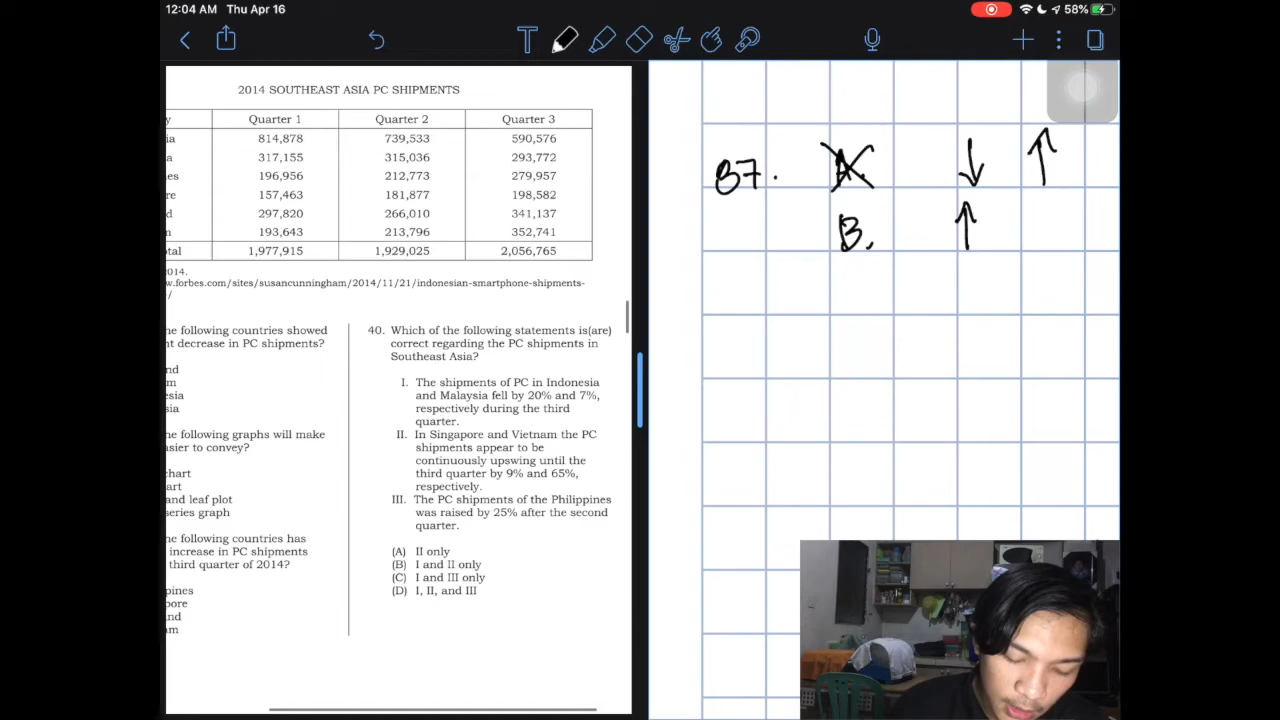 12:04 AM Thu Apr 16
58%
T
2014 SOUTHEAST ASIA PC SHIPMENTS
y Quarter 1 Quarter 2 Quarter 3
ia 814,878 739,533 590,576
a 317,155 315,036 293,772
es 196,956 212,773 279,957
re 157,463 181,877 198,582
d 297,820 266,010 341,137
n 193,643 213,796 352,741
tal 1,977,915 1,929,025 2,056,765
014.
w.forbes.com/sites/susancunningham/2014/11/21/indonesian-smartphone-shipments-
/
he following countries showed
nt decrease in PC shipments?
nd
m
esia
sia
he following graphs will make
asier to convey?
chart
art
and leaf plot
series graph
he following countries has
increase in PC shipments
third quarter of 2014?
pines
pore
nd
am
40. Which of the following statements is(are)
correct regarding the PC shipments in
Southeast Asia?
I. The shipments of PC in Indonesia
and Malaysia fell by 20% and 7%,
respectively during the third
quarter.
II. In Singapore and Vietnam the PC
shipments appear to be
continuously upswing until the
third quarter by 9% and 65%,
respectively.
III. The PC shipments of the Philippines
was raised by 25% after the second
quarter.
(A) II only
(B) I and II only
(C) I and III only
(D) I, II, and III
37. A. ↓ ↑
B. ↑